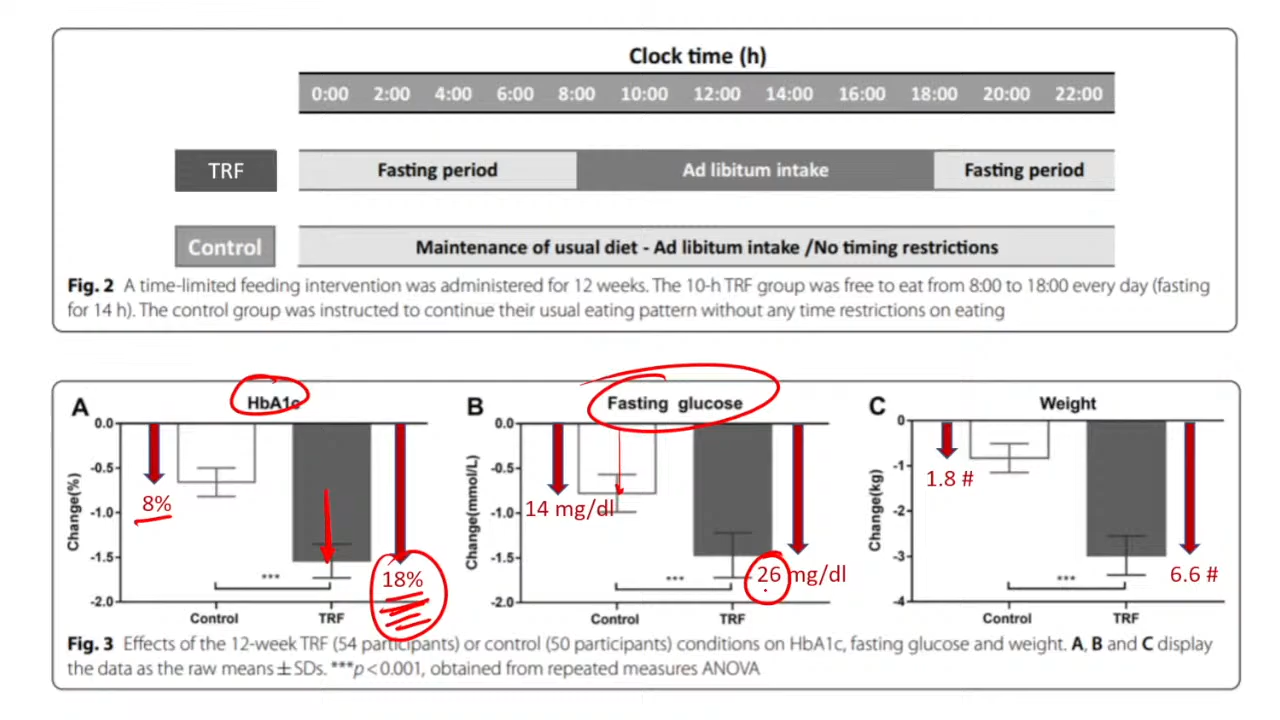 Clock time (h)
0:00 2:00 4:00 6:00 8:00 10:00 12:00 14:00 16:00 18:00 20:00 22:00
TRF Fasting period Ad libitum intake Fasting period
Control Maintenance of usual diet - Ad libitum intake /No timing restrictions
Fig. 2 A time-limited feeding intervention was administered for 12 weeks. The 10-h TRF group was free to eat from 8:00 to 18:00 every day (fasting
for 14 h). The control group was instructed to continue their usual eating pattern without any time restrictions on eating
A HbA1c
Change(%)
0.0
-0.5
-1.0
-1.5
-2.0
8%
18%
***
Control TRF
B Fasting glucose
Change(mmol/L)
0.0
-0.5
-1.0
-1.5
-2.0
14 mg/dl
26 mg/dl
***
Control TRF
C Weight
Change(kg)
0
-1
-2
-3
-4
1.8 #
6.6 #
***
Control TRF
Fig. 3 Effects of the 12-week TRF (54 participants) or control (50 participants) conditions on HbA1c, fasting glucose and weight. A, B and C display
the data as the raw means ± SDs. ***p < 0.001, obtained from repeated measures ANOVA